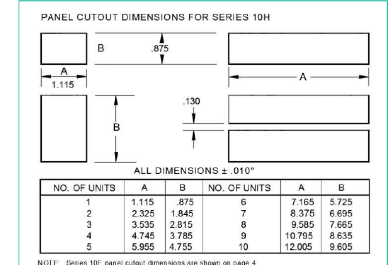 PANEL CUTOUT DIMENSIONS FOR SERIES 10H
B .875
A
1.115
A
B
.130
ALL DIMENSIONS ± .010"
NO. OF UNITS A B NO. OF UNITS A B
1 1.115 .875 6 7.165 5.725
2 2.325 1.845 7 8.375 6.695
3 3.535 2.815 8 9.585 7.665
4 4.745 3.785 9 10.795 8.635
5 5.955 4.755 10 12.005 9.605
NOTE: Series 10F panel cutout dimensions are shown on page 4